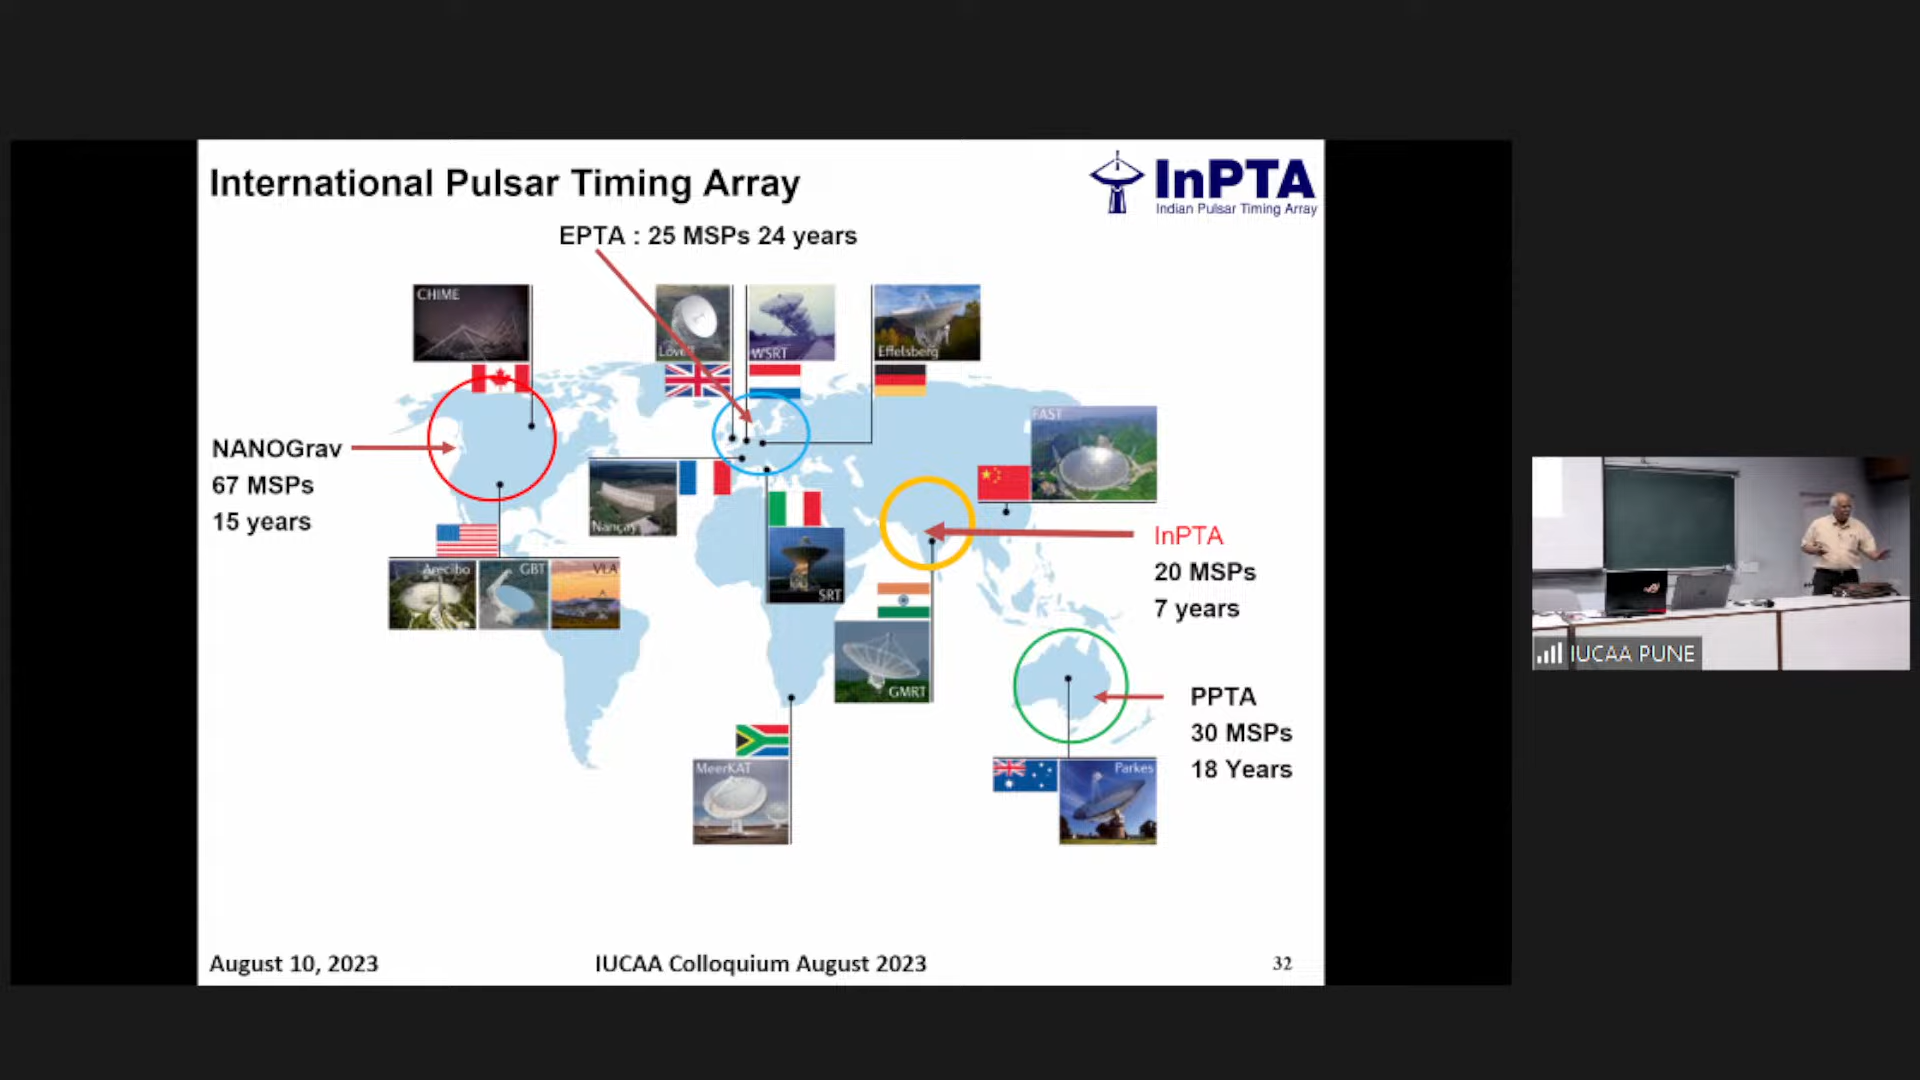 International Pulsar Timing Array
InPTA
Indian Pulsar Timing Array
EPTA : 25 MSPs 24 years
CHIME
Lovell
WSRT
Effelsberg
FAST
NANOGrav
67 MSPs
15 years
Nançay
InPTA
20 MSPs
7 years
Arecibo
GBT
VLA
SRT
GMRT
PPTA
30 MSPs
18 Years
MeerKAT
Parkes
August 10, 2023
IUCAA Colloquium August 2023
32
IUCAA PUNE